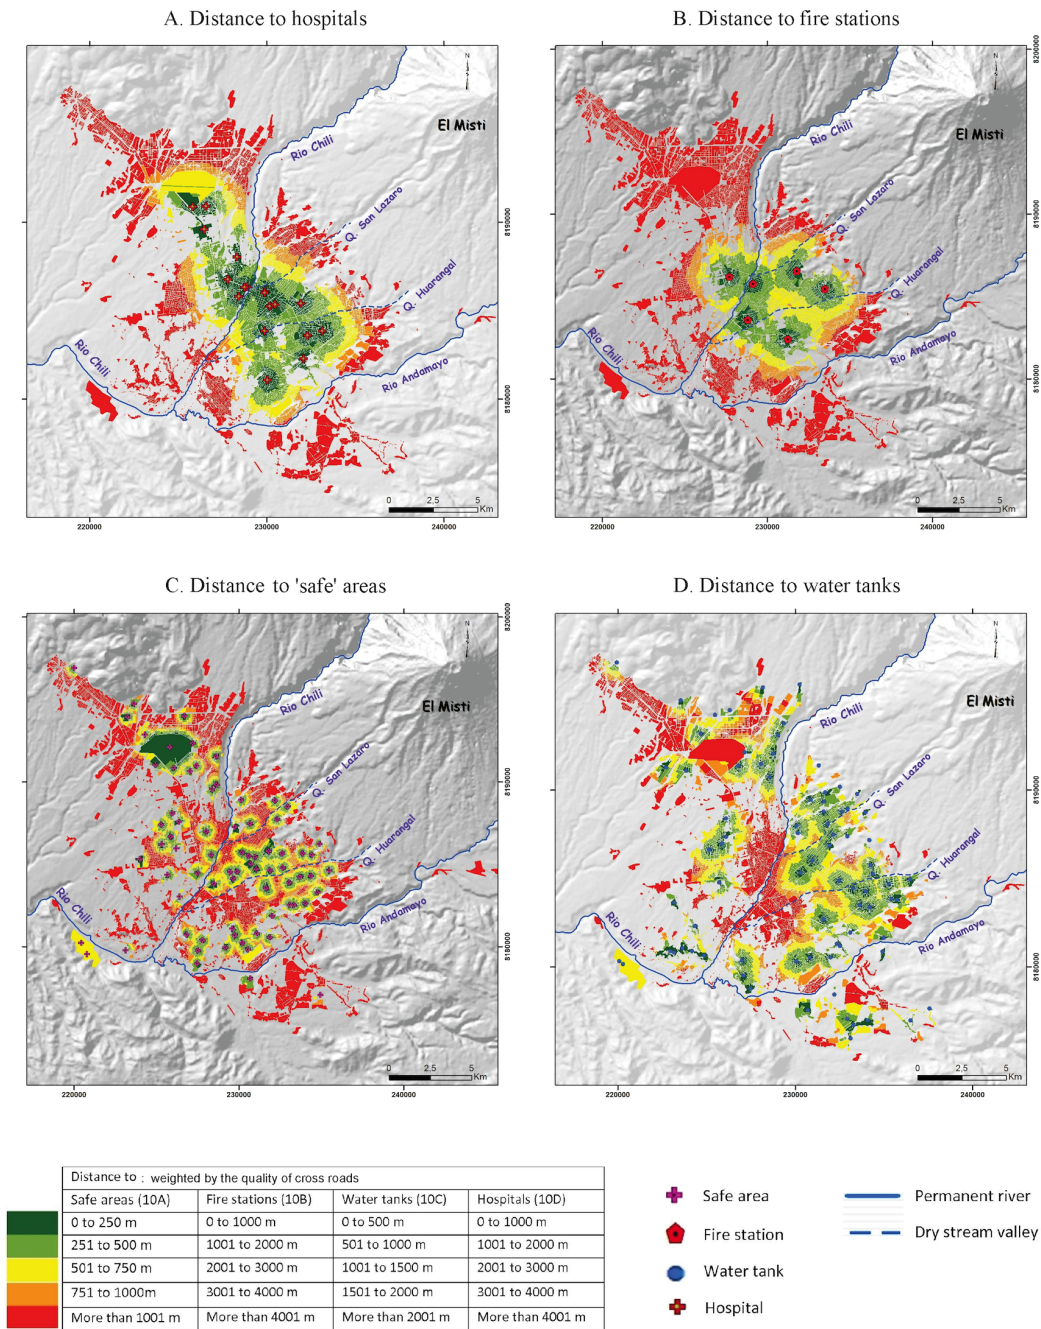 A. Distance to hospitals
N
El Misti
Rio Chili
Q. San Lazaro
8190000
Q. Huarangal
Rio Chili
Rio Andamayo
8180000
0 2.5 5
Km
220000 230000 240000
B. Distance to fire stations
8200000
N
El Misti
Rio Chili
Q. San Lazaro
8190000
Q. Huarangal
Rio Chili
Rio Andamayo
8180000
0 2.5 5
Km
220000 230000 240000
C. Distance to 'safe' areas
8200000
N
El Misti
Rio Chili
Q. San Lazaro
8190000
Q. Huarangal
Rio Chili
Rio Andamayo
8180000
0 2.5 5
Km
220000 230000 240000
D. Distance to water tanks
N
El Misti
Rio Chili
Q. San Lazaro
8190000
Q. Huarangal
Rio Chili
Rio Andamayo
8180000
0 2.5 5
Km
220000 230000 240000
Distance to : weighted by the quality of cross roads
Safe areas (10A) Fire stations (10B) Water tanks (10C) Hospitals (10D)
0 to 250 m 0 to 1000 m 0 to 500 m 0 to 1000 m
251 to 500 m 1001 to 2000 m 501 to 1000 m 1001 to 2000 m
501 to 750 m 2001 to 3000 m 1001 to 1500 m 2001 to 3000 m
751 to 1000m 3001 to 4000 m 1501 to 2000 m 3001 to 4000 m
More than 1001 m More than 4001 m More than 2001 m More than 4001 m
Safe area
Fire station
Water tank
Hospital
Permanent river
Dry stream valley